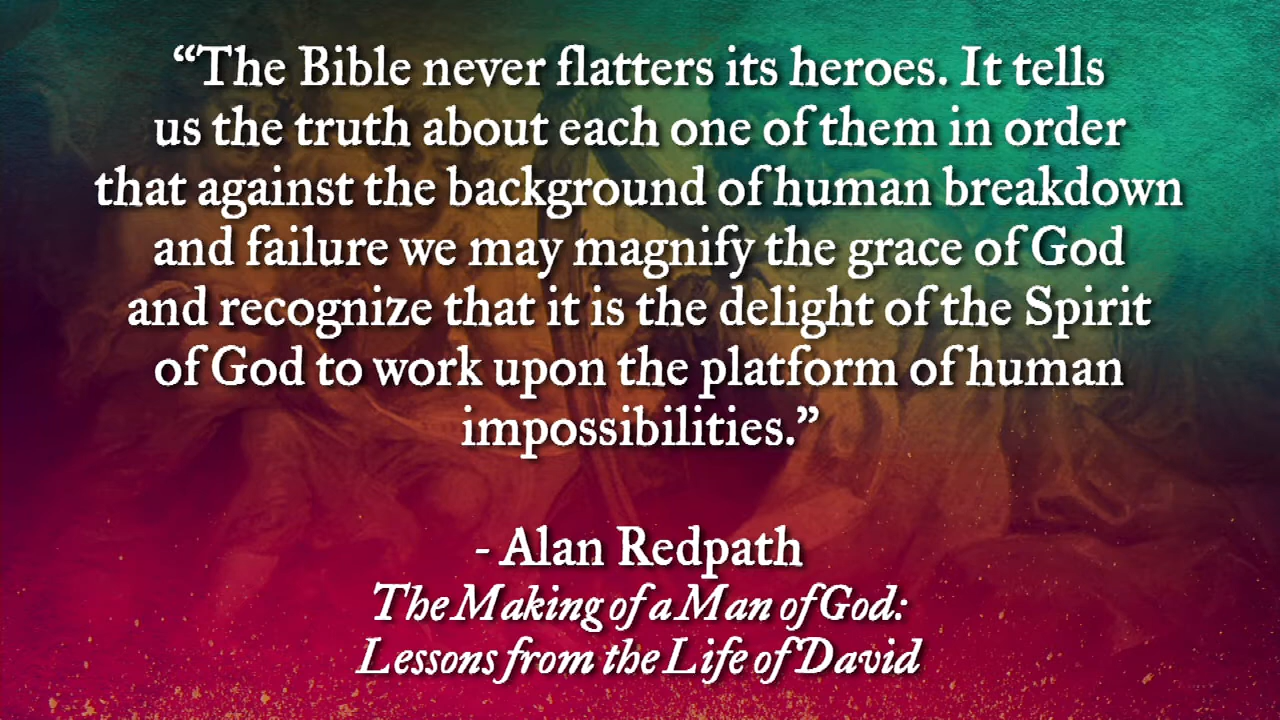 “The Bible never flatters its heroes. It tells
us the truth about each one of them in order
that against the background of human breakdown
and failure we may magnify the grace of God
and recognize that it is the delight of the Spirit
of God to work upon the platform of human
impossibilities.”
- Alan Redpath
The Making of a Man of God:
Lessons from the Life of David